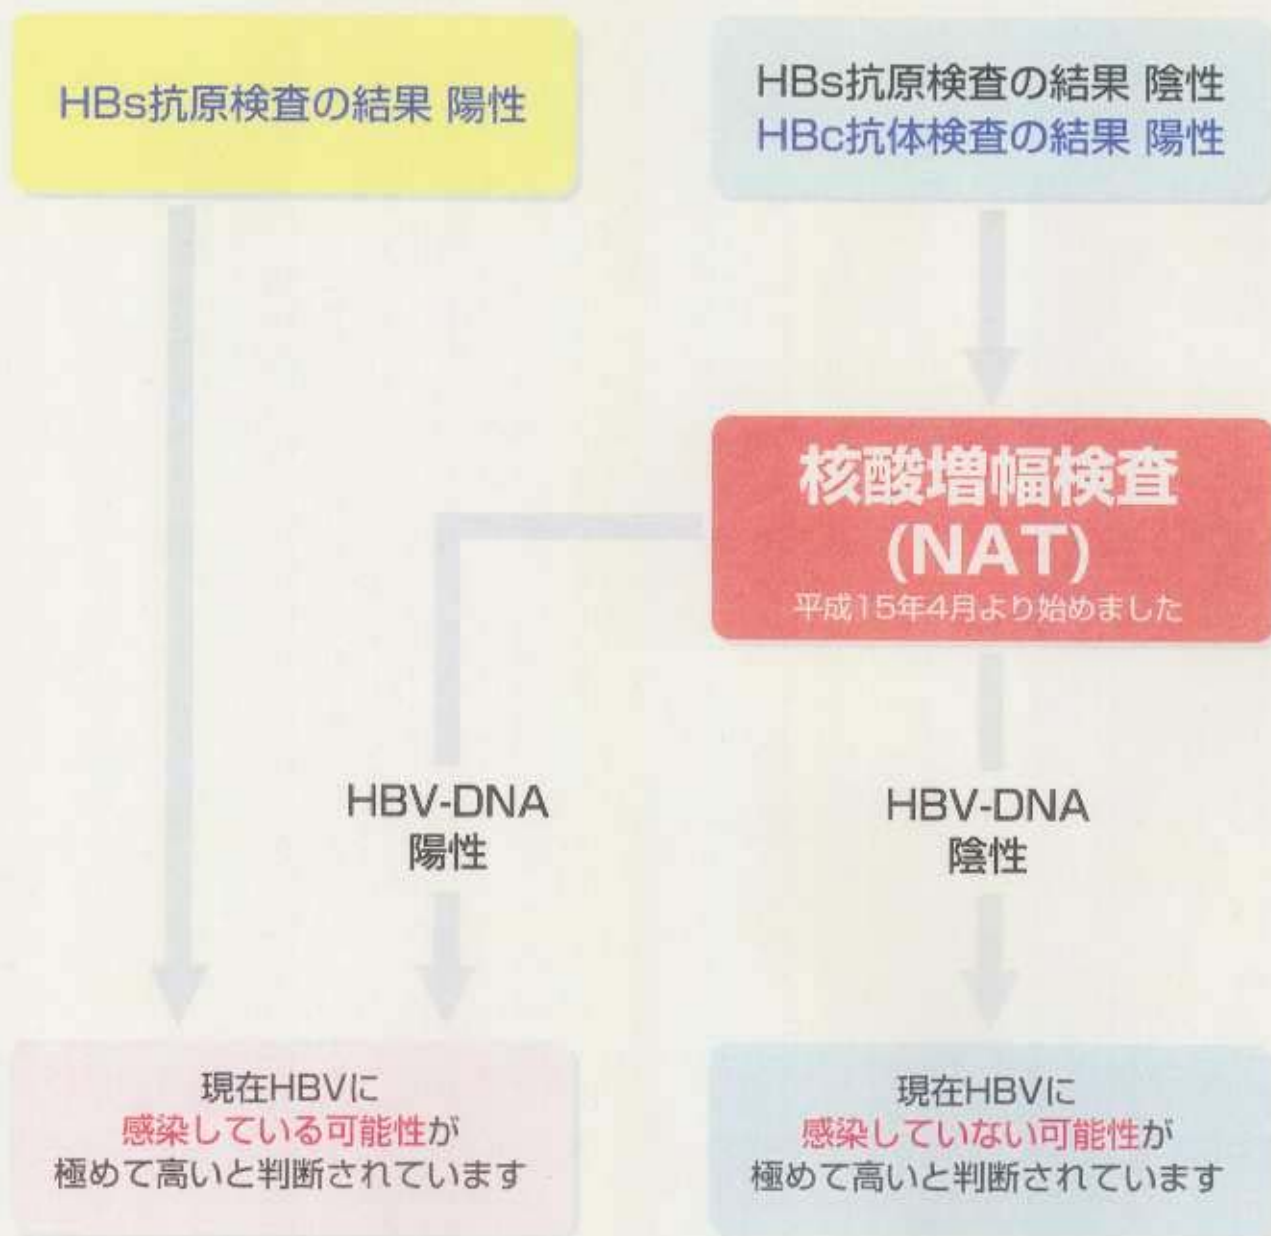 HBs抗原検査の結果 陽性
HBs抗原検査の結果 陰性
HBc抗体検査の結果 陽性
核酸増幅検査
(NAT)
平成15年4月より始めました
HBV-DNA
陽性
HBV-DNA
陰性
現在HBVに
感染している可能性が
極めて高いと判断されています
現在HBVに
感染していない可能性が
極めて高いと判断されています